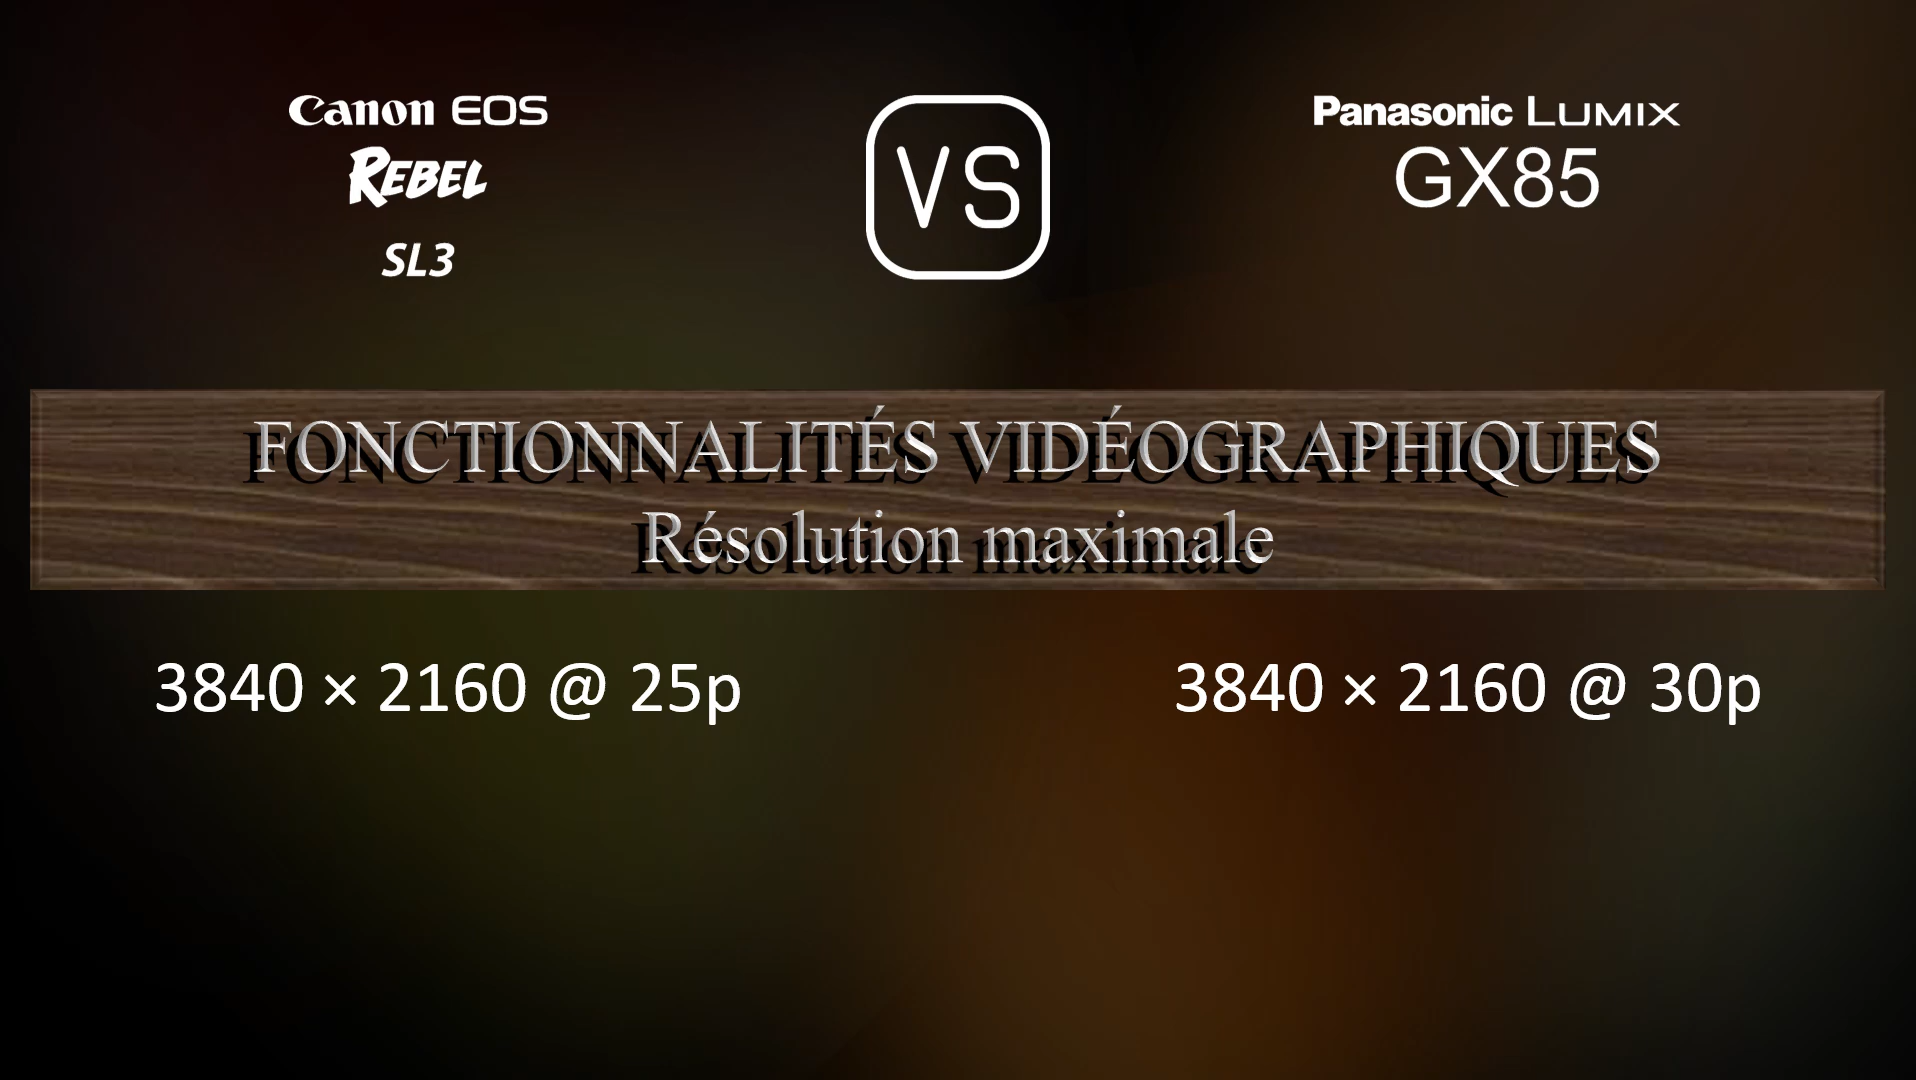 Canon EOS
REBEL
SL3
VS
Panasonic LUMIX
GX85
FONCTIONNALITÉS VIDÉOGRAPHIQUES
Résolution maximale
3840 × 2160 @ 25p
3840 × 2160 @ 30p